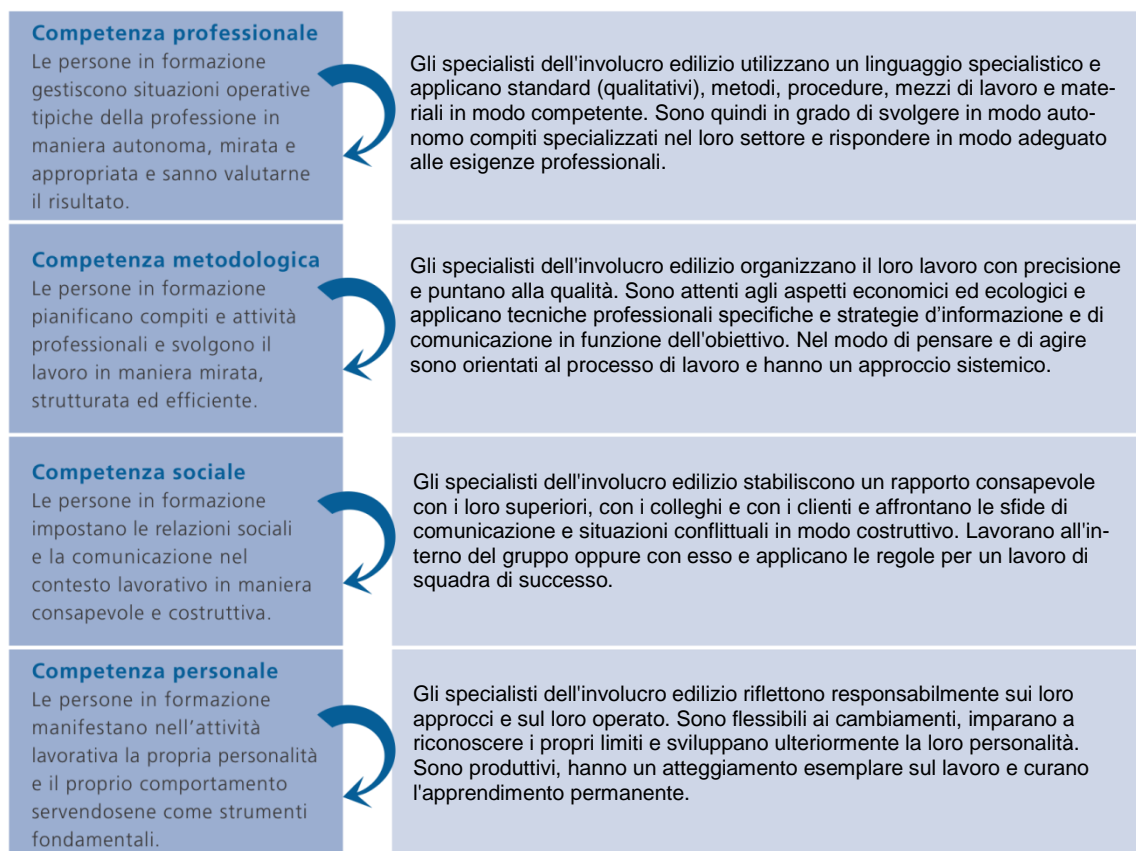 Competenza professionale
Le persone in formazione
gestiscono situazioni operative
tipiche della professione in
maniera autonoma, mirata e
appropriata e sanno valutarne
il risultato.
Gli specialisti dell'involucro edilizio utilizzano un linguaggio specialistico e
applicano standard (qualitativi), metodi, procedure, mezzi di lavoro e mate-
riali in modo competente. Sono quindi in grado di svolgere in modo auto-
nomo compiti specializzati nel loro settore e rispondere in modo adeguato
alle esigenze professionali.
Competenza metodologica
Le persone in formazione
pianificano compiti e attività
professionali e svolgono il
lavoro in maniera mirata,
strutturata ed efficiente.
Gli specialisti dell'involucro edilizio organizzano il loro lavoro con precisione
e puntano alla qualità. Sono attenti agli aspetti economici ed ecologici e
applicano tecniche professionali specifiche e strategie d’informazione e di
comunicazione in funzione dell'obiettivo. Nel modo di pensare e di agire
sono orientati al processo di lavoro e hanno un approccio sistemico.
Competenza sociale
Le persone in formazione
impostano le relazioni sociali
e la comunicazione nel
contesto lavorativo in maniera
consapevole e costruttiva.
Gli specialisti dell'involucro edilizio stabiliscono un rapporto consapevole
con i loro superiori, con i colleghi e con i clienti e affrontano le sfide di
comunicazione e situazioni conflittuali in modo costruttivo. Lavorano all'in-
terno del gruppo oppure con esso e applicano le regole per un lavoro di
squadra di successo.
Competenza personale
Le persone in formazione
manifestano nell’attività
lavorativa la propria personalità
e il proprio comportamento
servendosene come strumenti
fondamentali.
Gli specialisti dell'involucro edilizio riflettono responsabilmente sui loro
approcci e sul loro operato. Sono flessibili ai cambiamenti, imparano a
riconoscere i propri limiti e sviluppano ulteriormente la loro personalità.
Sono produttivi, hanno un atteggiamento esemplare sul lavoro e curano
l'apprendimento permanente.